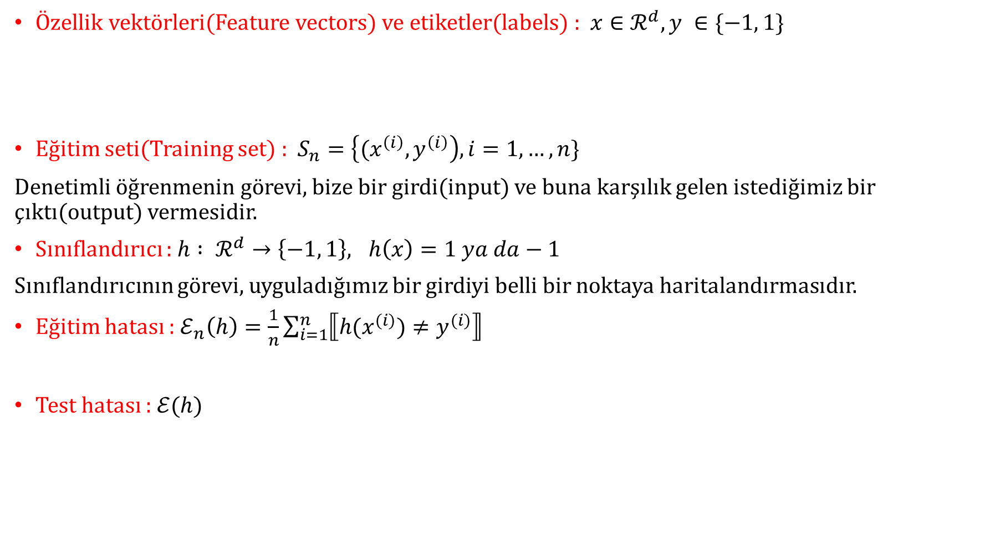 • Özellik vektörleri(Feature vectors) ve etiketler(labels) : $x \in \mathcal{R}^d, y \in \{-1, 1\}$
• Eğitim seti(Training set) : $S_n = \{(x^{(i)}, y^{(i)}), i = 1, \dots, n\}$
Denetimli öğrenmenin görevi, bize bir girdi(input) ve buna karşılık gelen istediğimiz bir
çıktı(output) vermesidir.
• Sınıflandırıcı : $h : \mathcal{R}^d \to \{-1, 1\}, \; h(x) = 1 \; ya \; da - 1$
Sınıflandırıcının görevi, uyguladığımız bir girdiyi belli bir noktaya haritalandırmasıdır.
• Eğitim hatası : $\mathcal{E}_n(h) = \frac{1}{n} \sum_{i=1}^{n} ⟦h(x^{(i)}) \neq y^{(i)}⟧$
• Test hatası : $\mathcal{E}(h)$